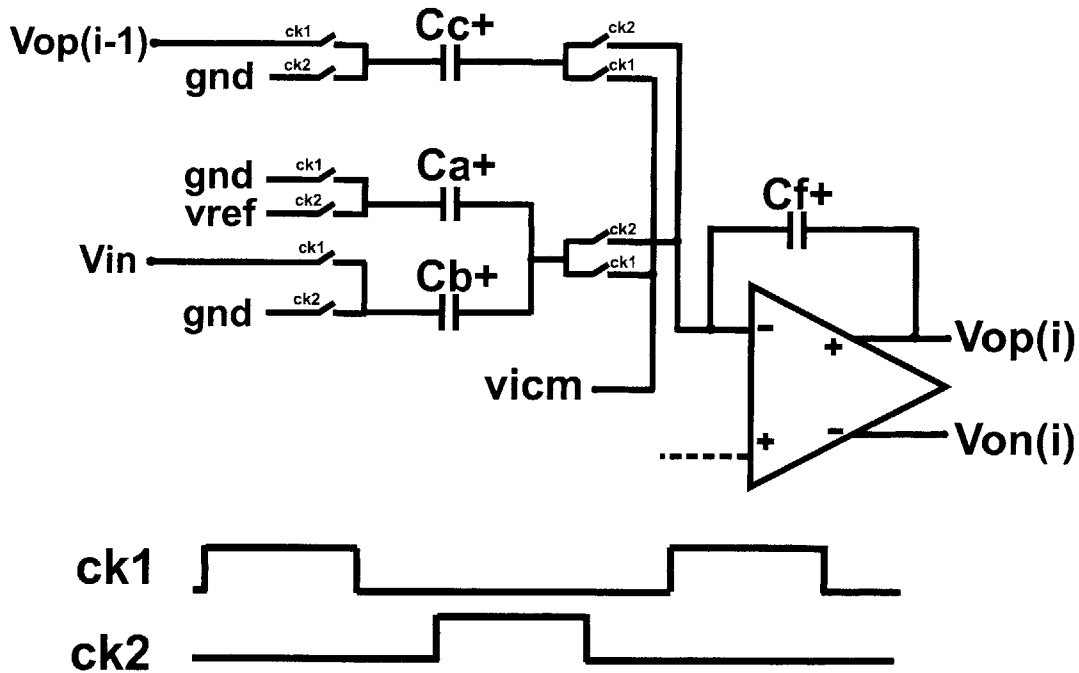 Vop(i-1) ck1 Cc+ ck2
gnd ck2 ck1
gnd ck1 Ca+
vref ck2 Cf+
Vin ck1 Cb+ ck2
ck1
gnd ck2
- + Vop(i)
vicm
+ - Von(i)
ck1
ck2